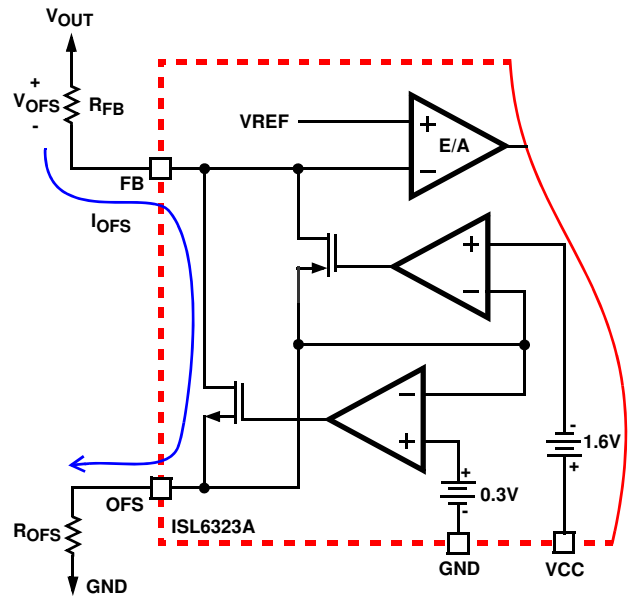 VOUT
+
VOFS
-
RFB
VREF
+
E/A
−
FB
IOFS
+
−
−
+
-
1.6V
+
+
0.3V
-
OFS
ISL6323A
ROFS
GND
GND
VCC